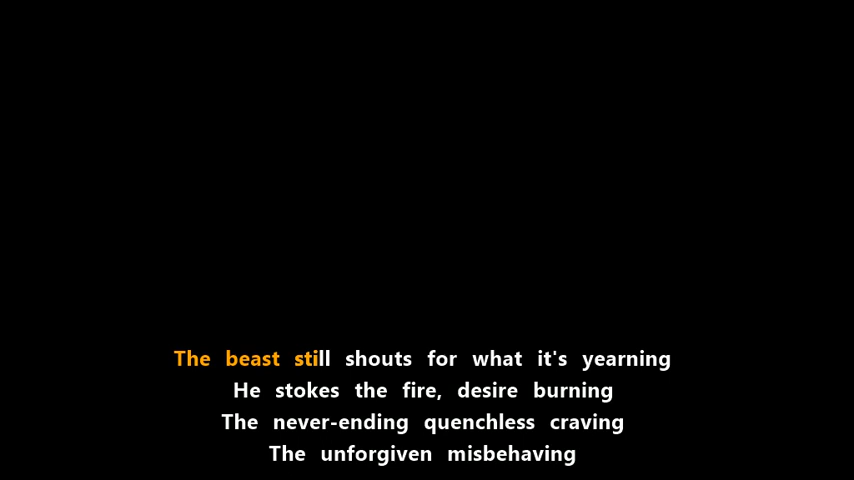 The beast still shouts for what it's yearning
He stokes the fire, desire burning
The never-ending quenchless craving
The unforgiven misbehaving